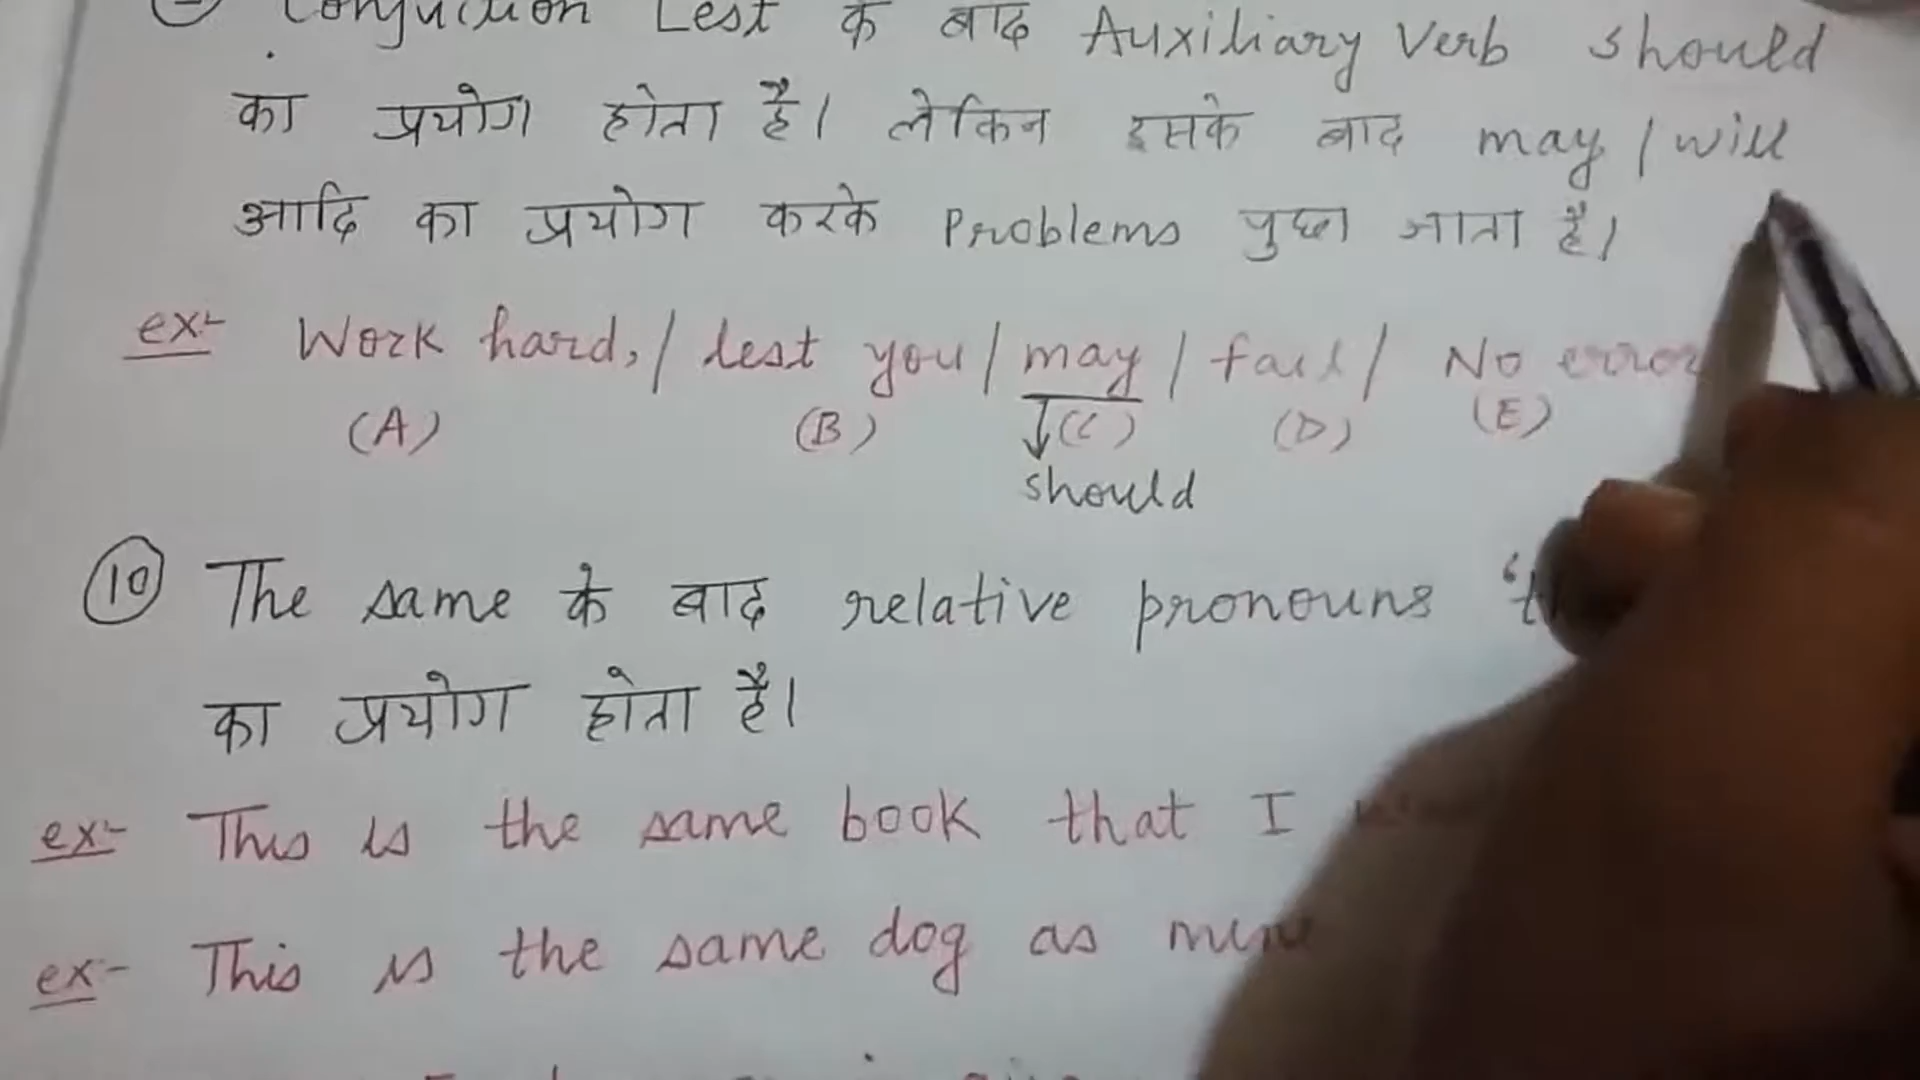 Conjuction Lest के बाद Auxiliary Verb should
का प्रयोग होता है। लेकिन इसके बाद may / will
आदि का प्रयोग करके Problems पुछा जाता है।
ex- Work hard, / lest you / may / fail / No error
(A) (B) (C) (D) (E)
should
(10) The same के बाद relative pronouns
का प्रयोग होता है।
ex- This is the same book that I
ex- This is the same dog as mine